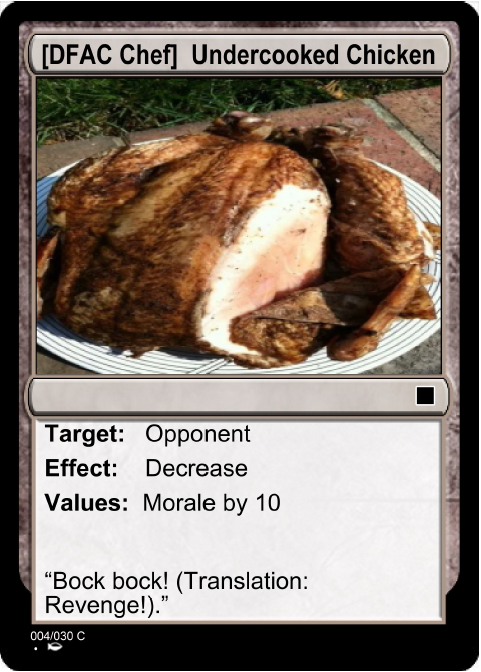 [DFAC Chef] Undercooked Chicken
Target: Opponent
Effect: Decrease
Values: Morale by 10
“Bock bock! (Translation:
Revenge!).”
004/030 C